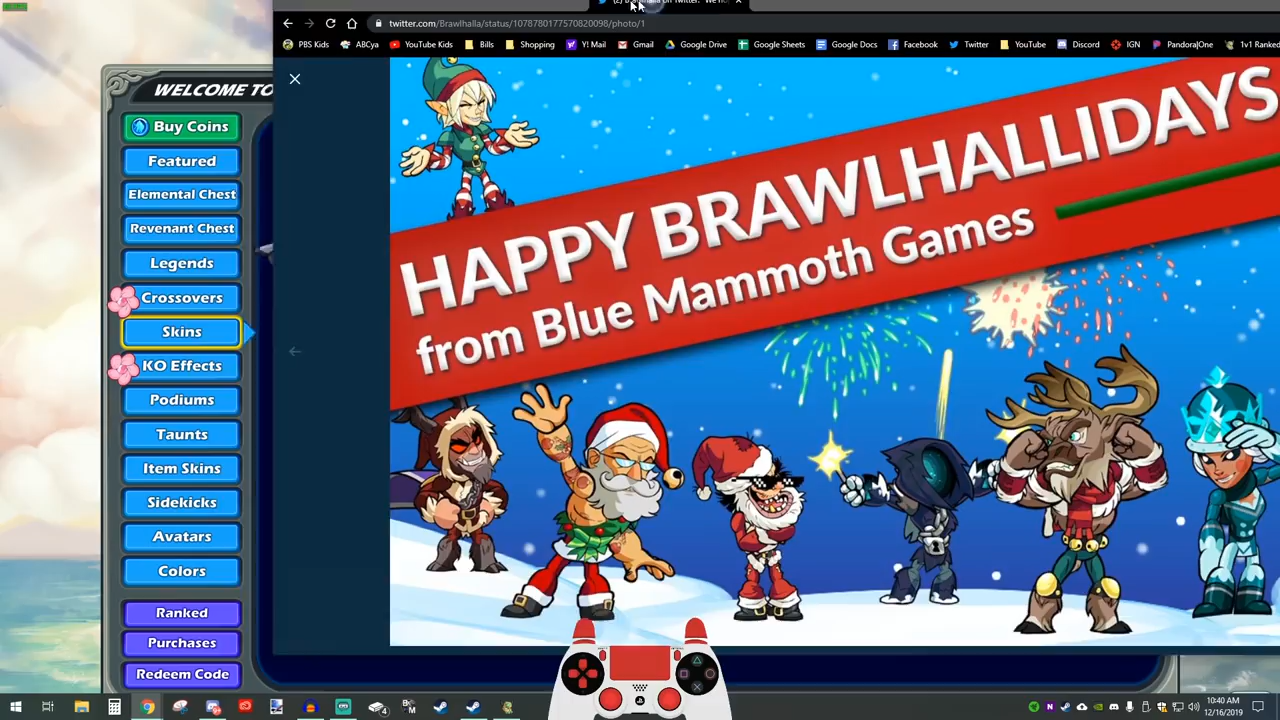 twitter.com/Brawlhalla/status/1078780177570820098/photo/1
PBS Kids ABCya YouTube Kids Bills Shopping Y! Mail Gmail Google Drive Google Sheets Google Docs Facebook Twitter YouTube Discord IGN Pandora|One 1v1 Ranked
WELCOME TO
Buy Coins
Featured
Elemental Chest
Revenant Chest
Legends
Crossovers
Skins
KO Effects
Podiums
Taunts
Item Skins
Sidekicks
Avatars
Colors
Ranked
Purchases
Redeem Code
HAPPY BRAWLHALLIDAYS
from Blue Mammoth Games
10:40 AM
12/16/2019